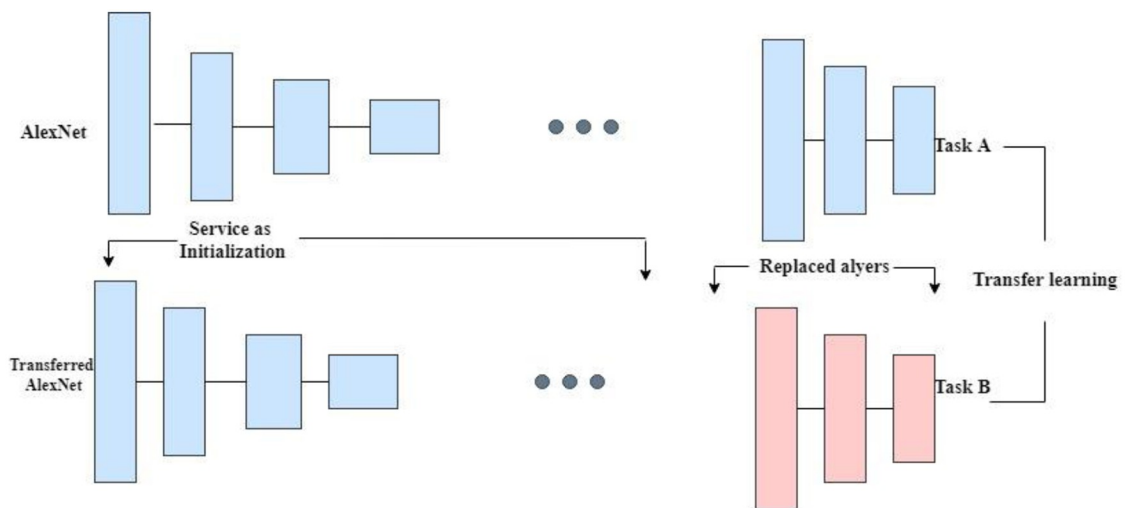 AlexNet
Task A
Service as
Initialization
Replaced alyers
Transfer learning
Transferred
AlexNet
Task B